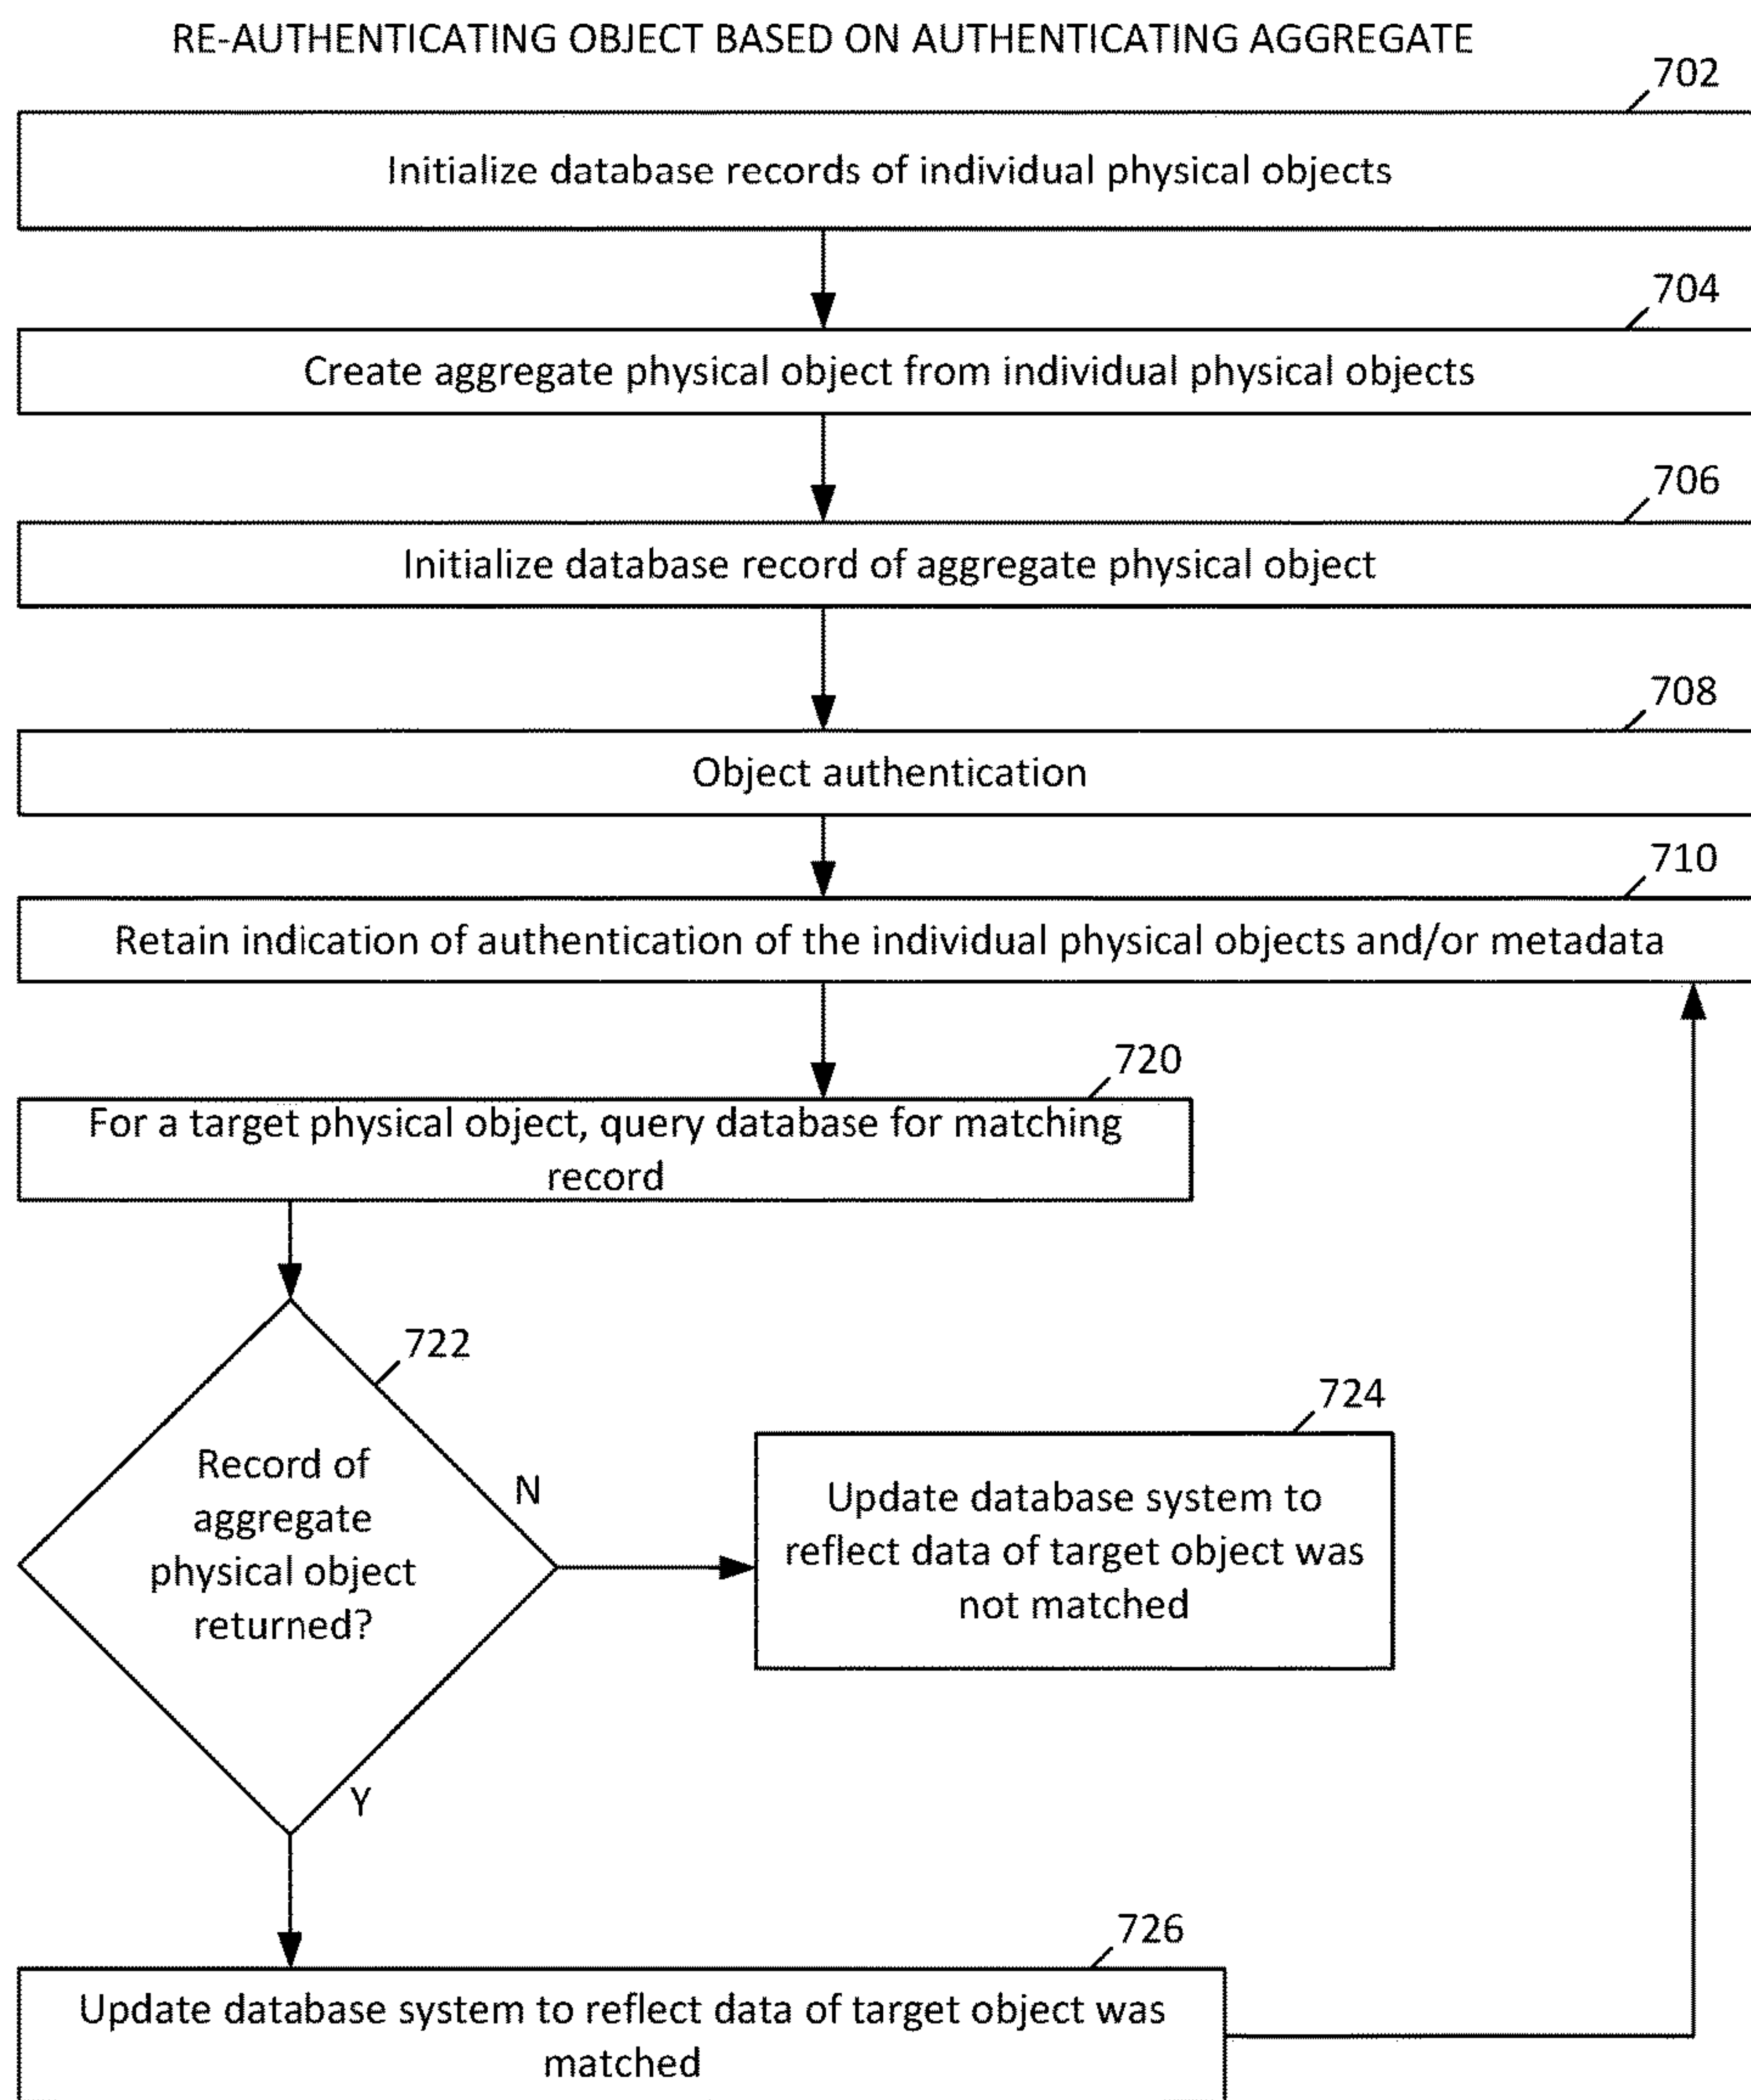 RE-AUTHENTICATING OBJECT BASED ON AUTHENTICATING AGGREGATE
702
Initialize database records of individual physical objects
704
Create aggregate physical object from individual physical objects
706
Initialize database record of aggregate physical object
708
Object authentication
710
Retain indication of authentication of the individual physical objects and/or metadata
720
For a target physical object, query database for matching
record
722
Record of
aggregate
physical object
returned?
N
Y
724
Update database system to
reflect data of target object was
not matched
726
Update database system to reflect data of target object was
matched